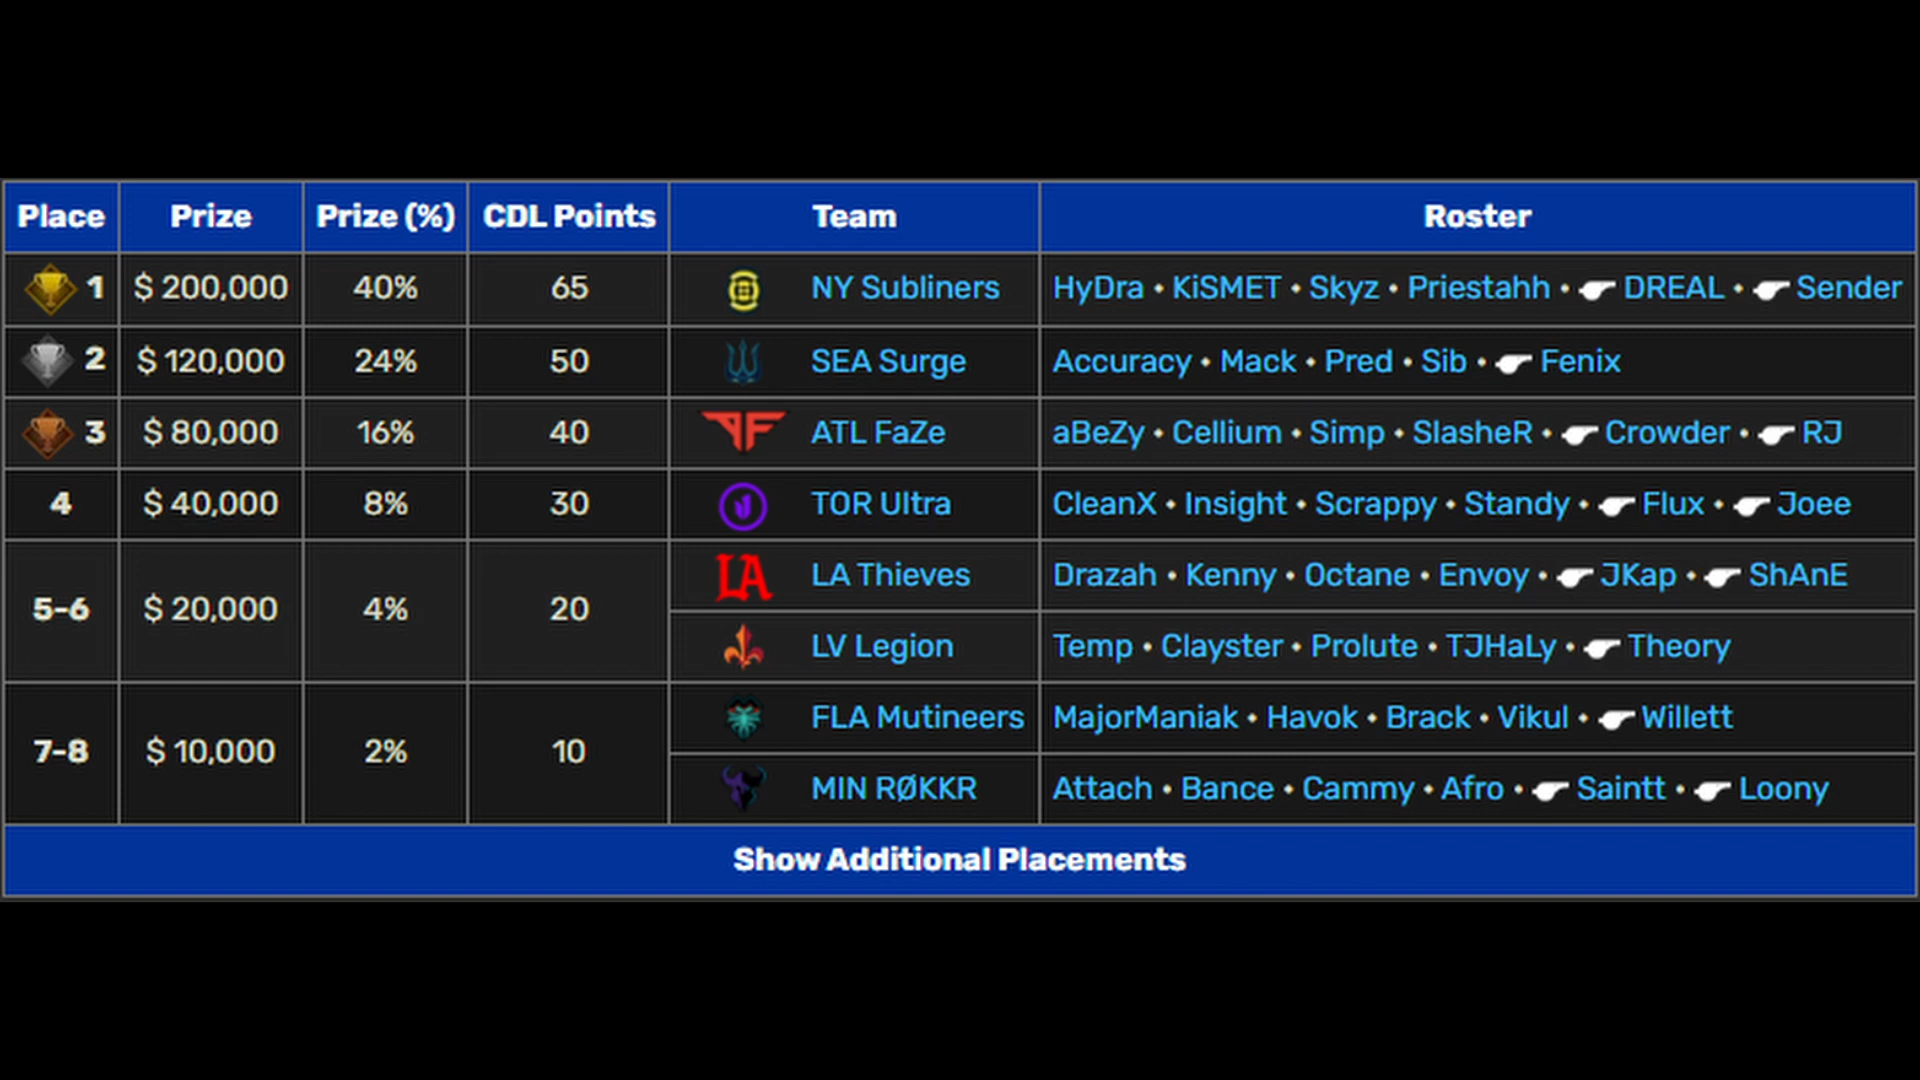 Place Prize Prize (%) CDL Points Team Roster
1 $ 200,000 40% 65 NY Subliners HyDra • KiSMET • Skyz • Priestahh • DREAL • Sender
2 $ 120,000 24% 50 SEA Surge Accuracy • Mack • Pred • Sib • Fenix
3 $ 80,000 16% 40 ATL FaZe aBeZy • Cellium • Simp • SlasheR • Crowder • RJ
4 $ 40,000 8% 30 TOR Ultra CleanX • Insight • Scrappy • Standy • Flux • Joee
5-6 $ 20,000 4% 20 LA LA Thieves Drazah • Kenny • Octane • Envoy • JKap • ShAnE
LV Legion Temp • Clayster • Prolute • TJHaLy • Theory
7-8 $ 10,000 2% 10 FLA Mutineers MajorManiak • Havok • Brack • Vikul • Willett
MIN RØKKR Attach • Bance • Cammy • Afro • Saintt • Loony
Show Additional Placements